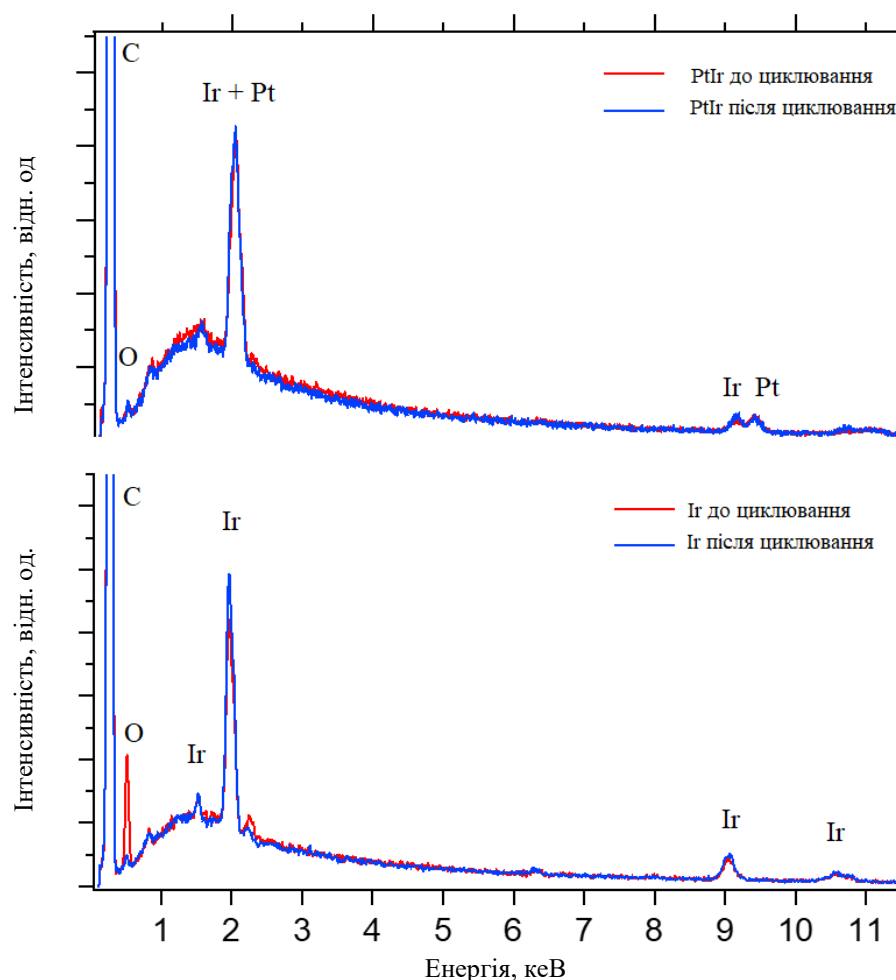 C
Ir + Pt
PtIr до циклювання
PtIr після циклювання
O
Ir Pt
Інтенсивність, відн. од
C
Ir
Ir до циклювання
Ir після циклювання
O
Ir
Ir
Ir
Інтенсивність, відн. од.
1 2 3 4 5 6 7 8 9 10 11
Енергія, кеВ